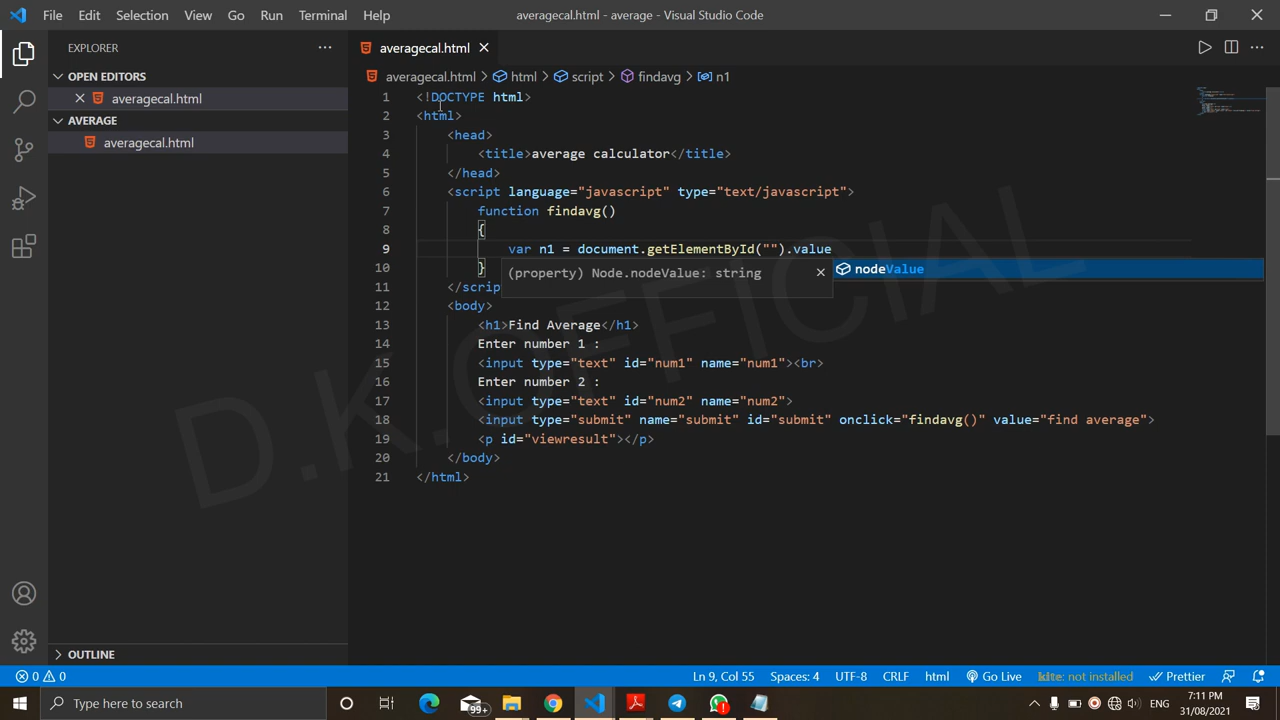 File Edit Selection View Go Run Terminal Help averagecal.html - average - Visual Studio Code
EXPLORER
OPEN EDITORS
averagecal.html
AVERAGE
averagecal.html
OUTLINE
averagecal.html
averagecal.html > html > script > findavg > n1
1 <!DOCTYPE html>
2 <html>
3 <head>
4 <title>average calculator</title>
5 </head>
6 <script language="javascript" type="text/javascript">
7 function findavg()
8 {
9 var n1 = document.getElementById("").value
(property) Node.nodeValue: string
nodeValue
10 }
11 </scrip
12 <body>
13 <h1>Find Average</h1>
14 Enter number 1 :
15 <input type="text" id="num1" name="num1"><br>
16 Enter number 2 :
17 <input type="text" id="num2" name="num2">
18 <input type="submit" name="submit" id="submit" onclick="findavg()" value="find average">
19 <p id="viewresult"></p>
20 </body>
21 </html>
D.K.OFFICIAL
0 0 Ln 9, Col 55 Spaces: 4 UTF-8 CRLF html Go Live kite: not installed Prettier
Type here to search 99+ ENG 7:11 PM
31/08/2021